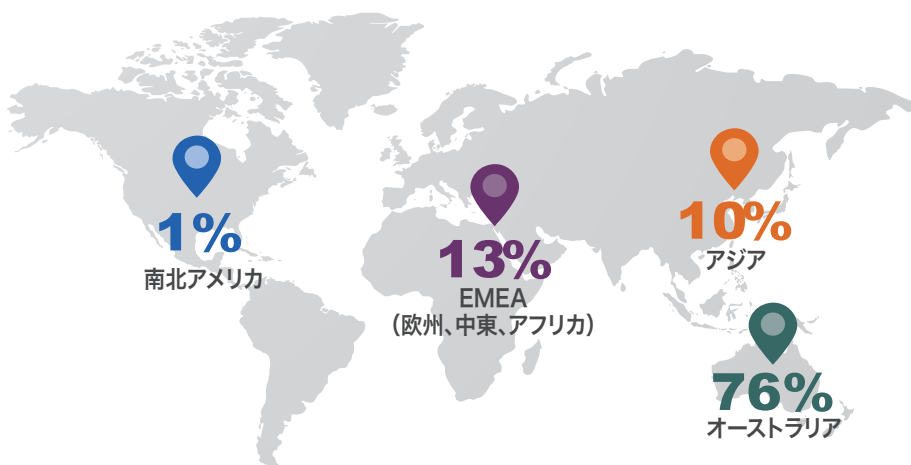 1%
南北アメリカ
13%
EMEA
（欧州、中東、アフリカ）
10%
アジア
76%
オーストラリア